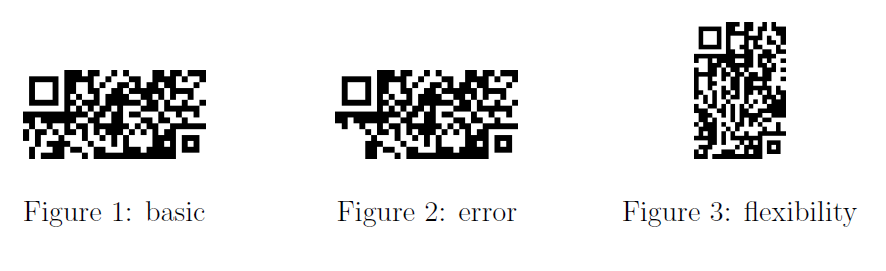 Figure 1: basic
Figure 2: error
Figure 3: flexibility